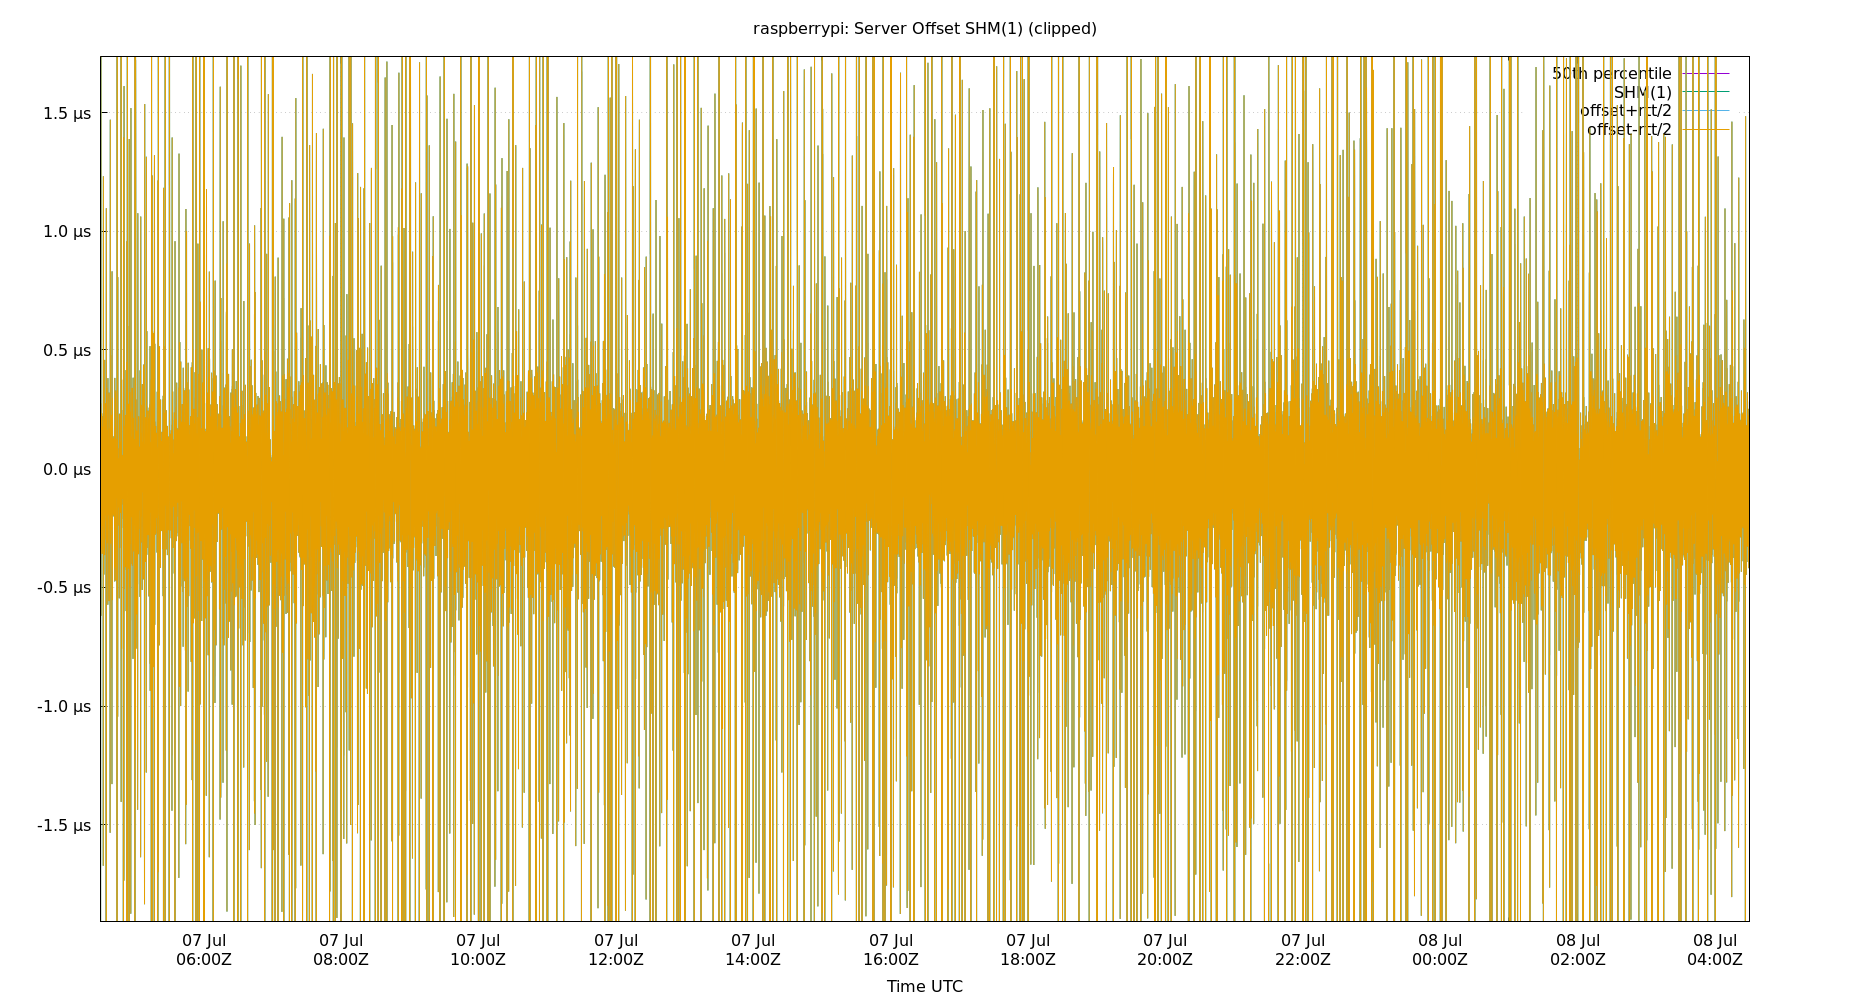 raspberrypi: Server Offset SHM(1) (clipped)
50th percentile
SHM(1)
offset+rtt/2
offset-rtt/2
1.5 µs
1.0 µs
0.5 µs
0.0 µs
-0.5 µs
-1.0 µs
-1.5 µs
07 Jul 07 Jul 07 Jul 07 Jul 07 Jul 07 Jul 07 Jul 07 Jul 07 Jul 08 Jul 08 Jul 08 Jul
06:00Z 08:00Z 10:00Z 12:00Z 14:00Z 16:00Z 18:00Z 20:00Z 22:00Z 00:00Z 02:00Z 04:00Z
Time UTC